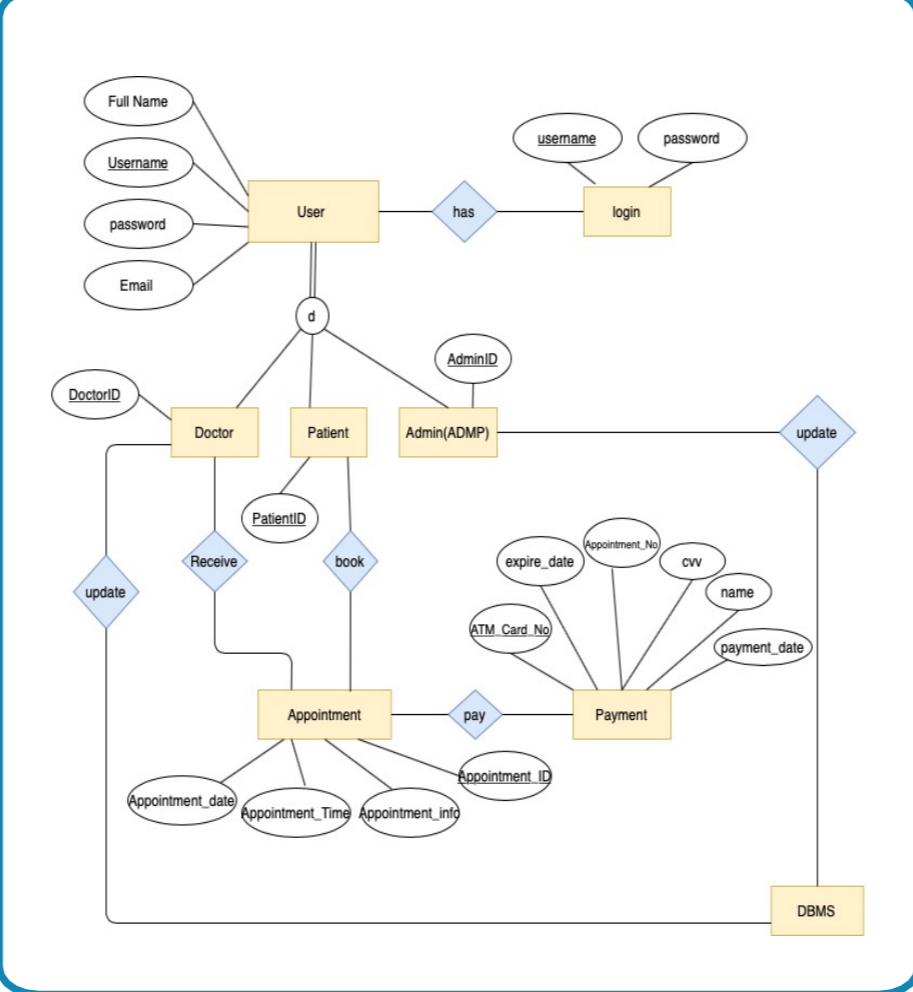 Full Name
Username
password
Email
User
has
username
password
login
d
AdminID
DoctorID
Doctor
Patient
Admin(ADMP)
update
PatientID
Receive
book
update
expire_date
Appointment_No
cvv
name
ATM_Card_No
payment_date
Appointment
pay
Payment
Appointment_date
Appointment_Time
Appointment_info
Appointment_ID
DBMS